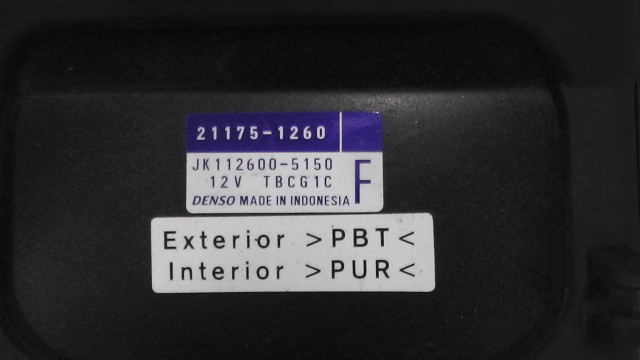 21175-1260
JK112600-5150
12V TBCG1C
F
DENSO MADE IN INDONESIA
Exterior >PBT<
Interior >PUR<